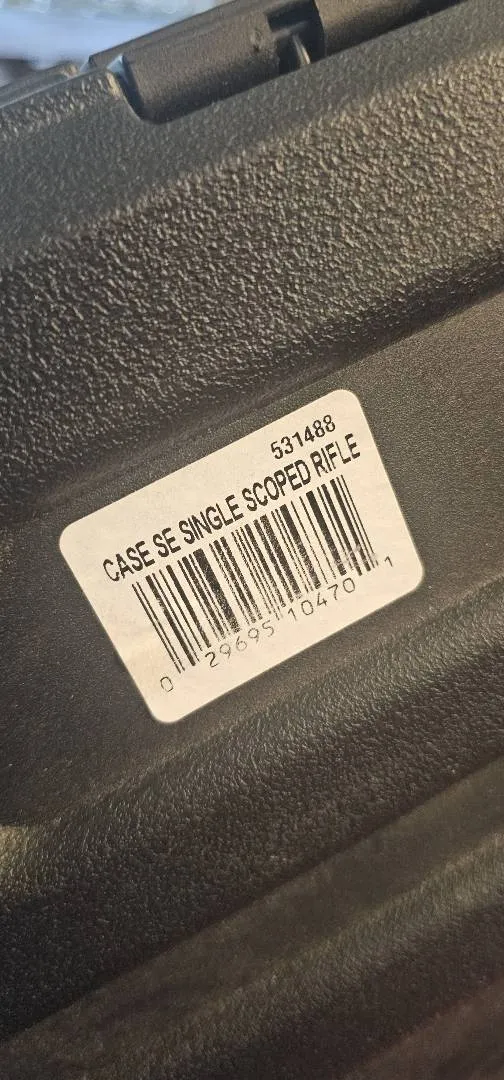 531488
CASE SE SINGLE SCOPED RIFLE
0 29695 10470 1